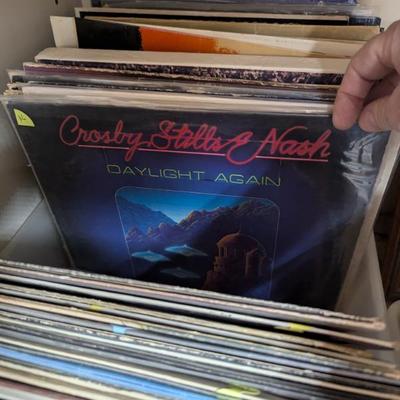 Crosby, Stills & Nash
DAYLIGHT AGAIN